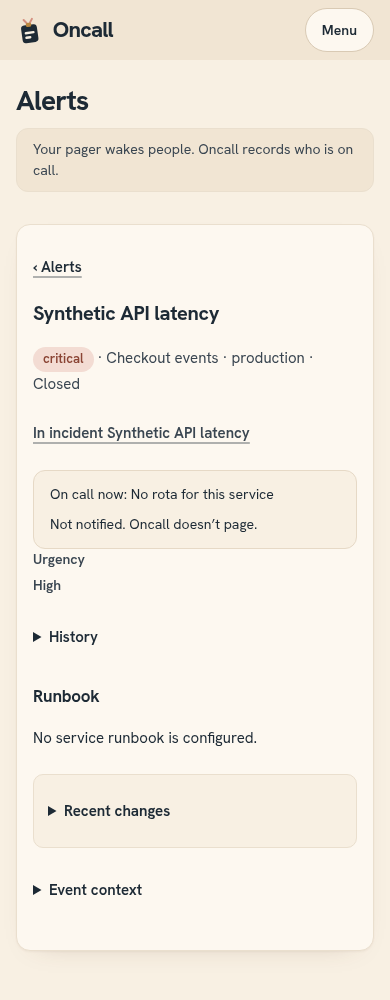 Oncall
Menu
Alerts
Your pager wakes people. Oncall records who is on
call.
‹ Alerts
Synthetic API latency
critical · Checkout events · production ·
Closed
In incident Synthetic API latency
On call now: No rota for this service
Not notified. Oncall doesn’t page.
Urgency
High
History
Runbook
No service runbook is configured.
Recent changes
Event context